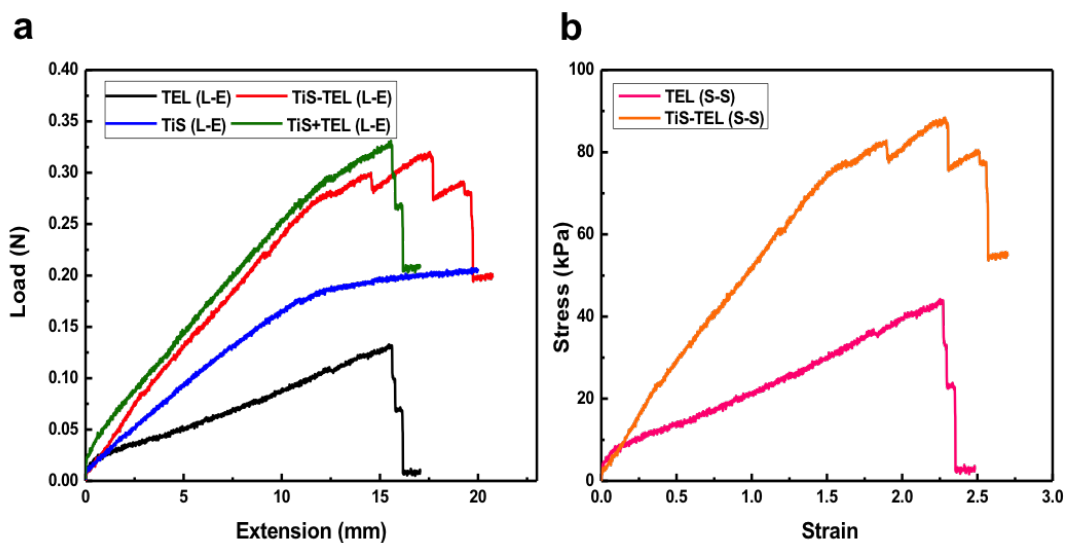 a
TEL (L-E) TiS-TEL (L-E)
TiS (L-E) TiS+TEL (L-E)
0.40
0.35
0.30
0.25
0.20
0.15
0.10
0.05
0.00
Load (N)
0 5 10 15 20
Extension (mm)
b
TEL (S-S)
TiS-TEL (S-S)
100
80
60
40
20
0
Stress (kPa)
0.0 0.5 1.0 1.5 2.0 2.5 3.0
Strain